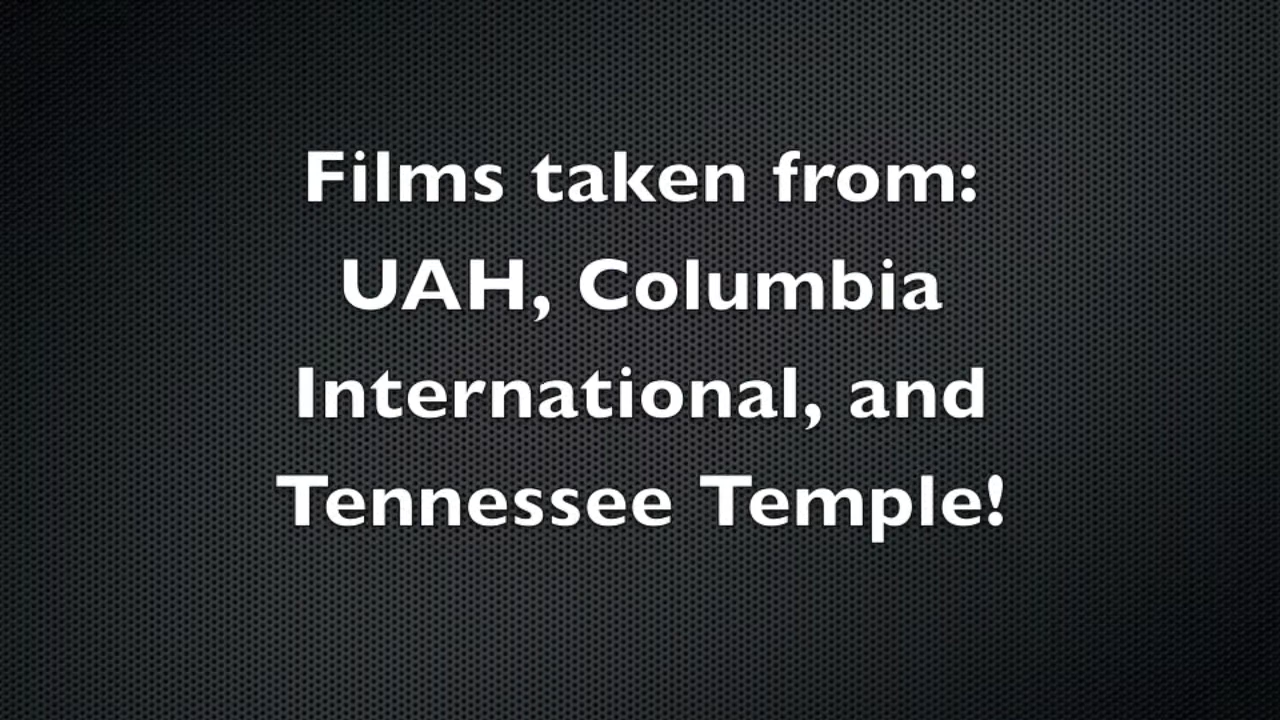 Films taken from:
UAH, Columbia
International, and
Tennessee Temple!